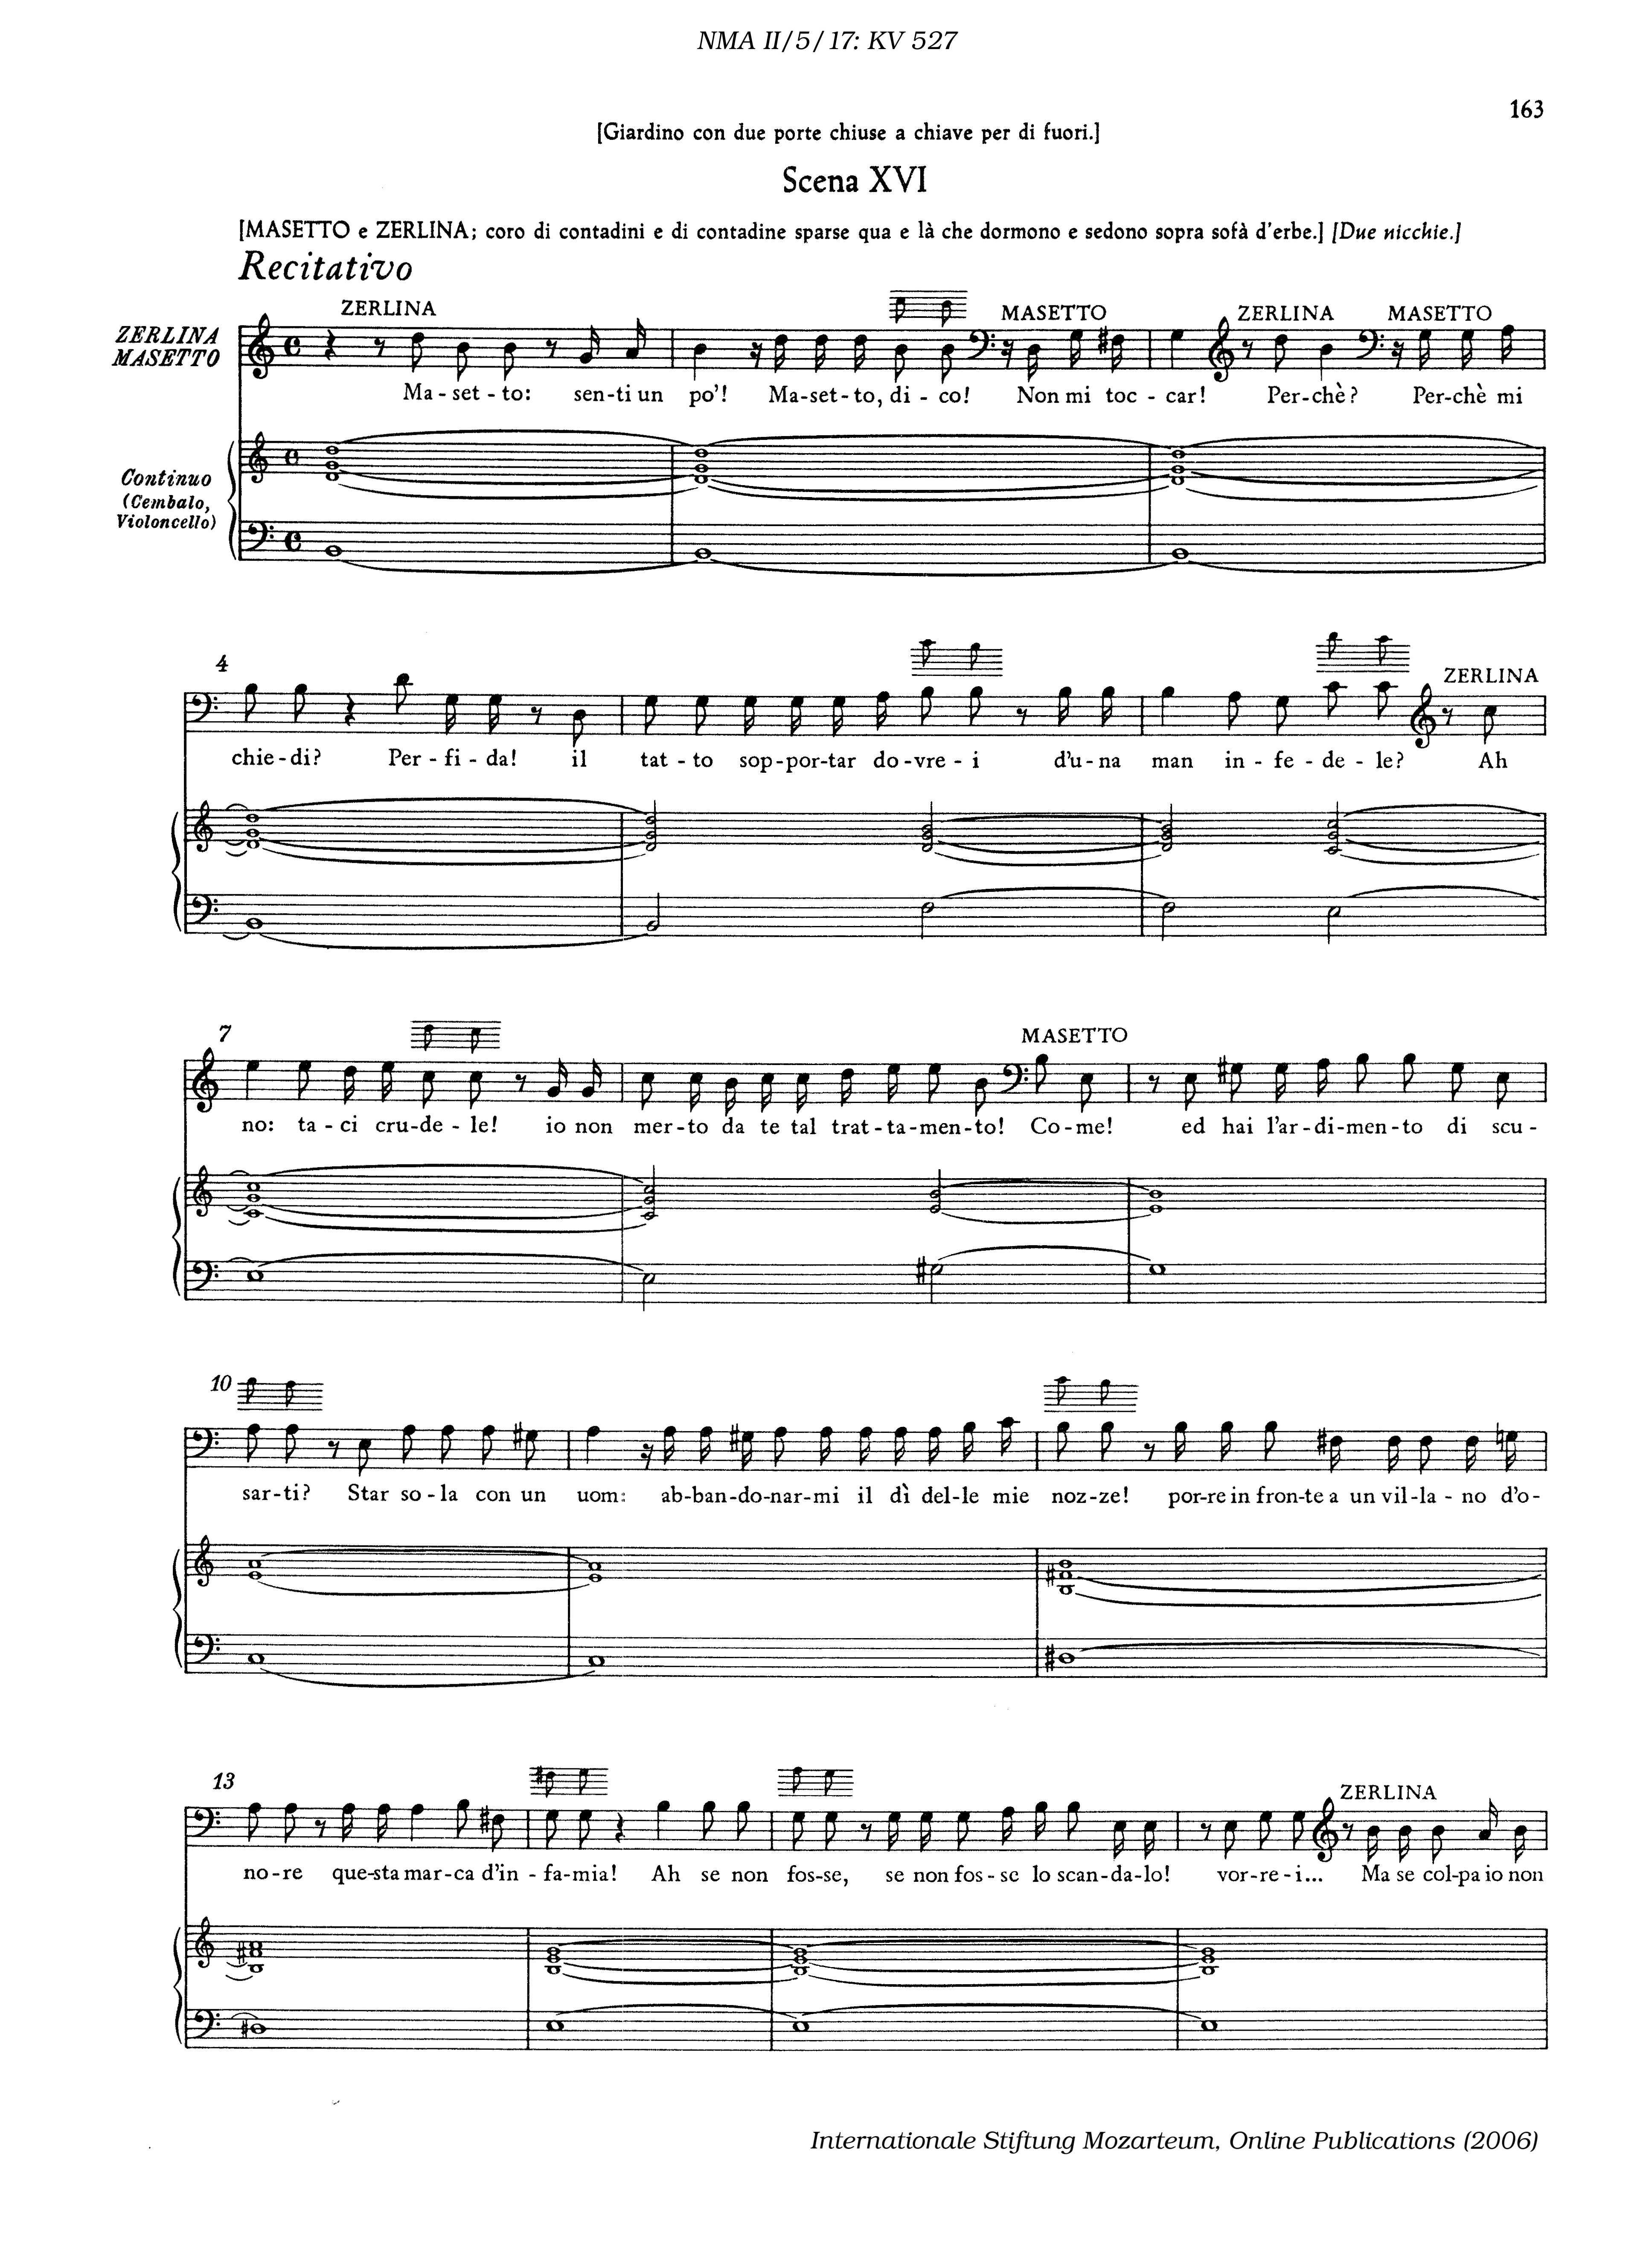 NMA II/5/17: KV 527
163
[Giardino con due porte chiuse a chiave per di fuori.]
Scena XVI
[MASETTO e ZERLINA; coro di contadini e di contadine sparse qua e là che dormono e sedono sopra sofà d'erbe.] [Due nicchie.]
Recitativo
ZERLINA MASETTO ZERLINA MASETTO
ZERLINA
MASETTO
Ma - set - to: sen-ti un po'! Ma-set-to, di - co! Non mi toc - car! Per-chè? Per-chè mi
Continuo
(Cembalo,
Violoncello)
4
ZERLINA
chie-di? Per - fi - da! il tat - to sop-por-tar do-vre - i d'u-na man in - fe - de - le? Ah
7
MASETTO
no: ta - ci cru-de - le! io non mer-to da te tal trat-ta-men-to! Co-me! ed hai l'ar-di-men-to di scu -
10
sar-ti? Star so-la con un uom: ab-ban-do-nar-mi il dì del-le mie noz-ze! por-re in fron-te a un vil-la - no d'o-
13
ZERLINA
no-re que-sta mar-ca d'in - fa-mia! Ah se non fos-se, se non fos-se lo scan-da-lo! vor-re-i... Ma se col-pa io non
Internationale Stiftung Mozarteum, Online Publications (2006)